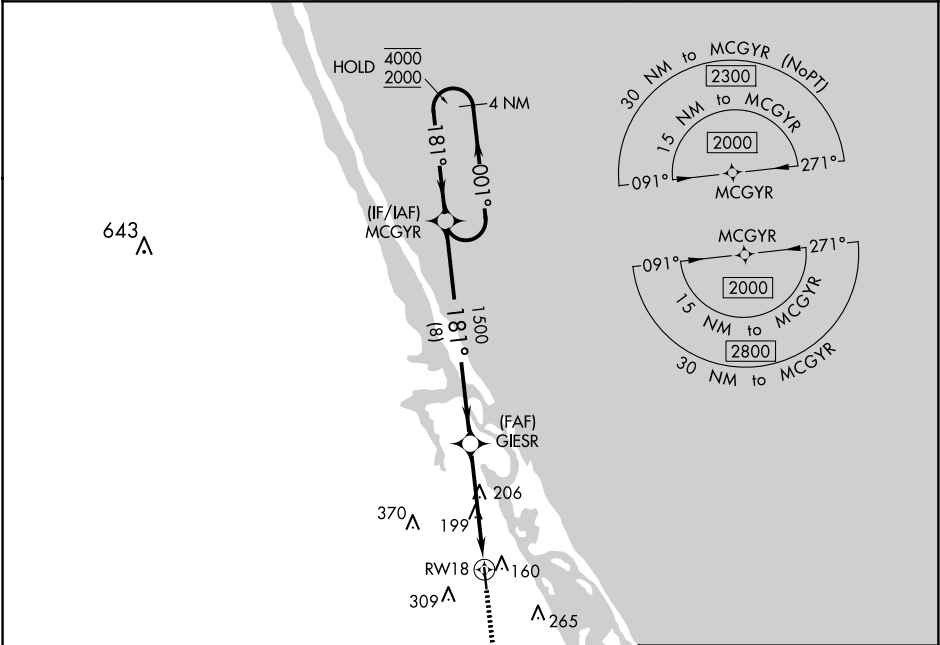 HOLD 4000
2000
4 NM
181°
001°
(IF/IAF)
MCGYR
643
1500
181°
(8)
(FAF)
GIESR
206
370
199
RW18
160
309
265
30 NM to MCGYR (NoPT)
2300
15 NM to MCGYR
2000
091°
271°
MCGYR
MCGYR
091°
271°
2000
15 NM to MCGYR
2800
30 NM to MCGYR